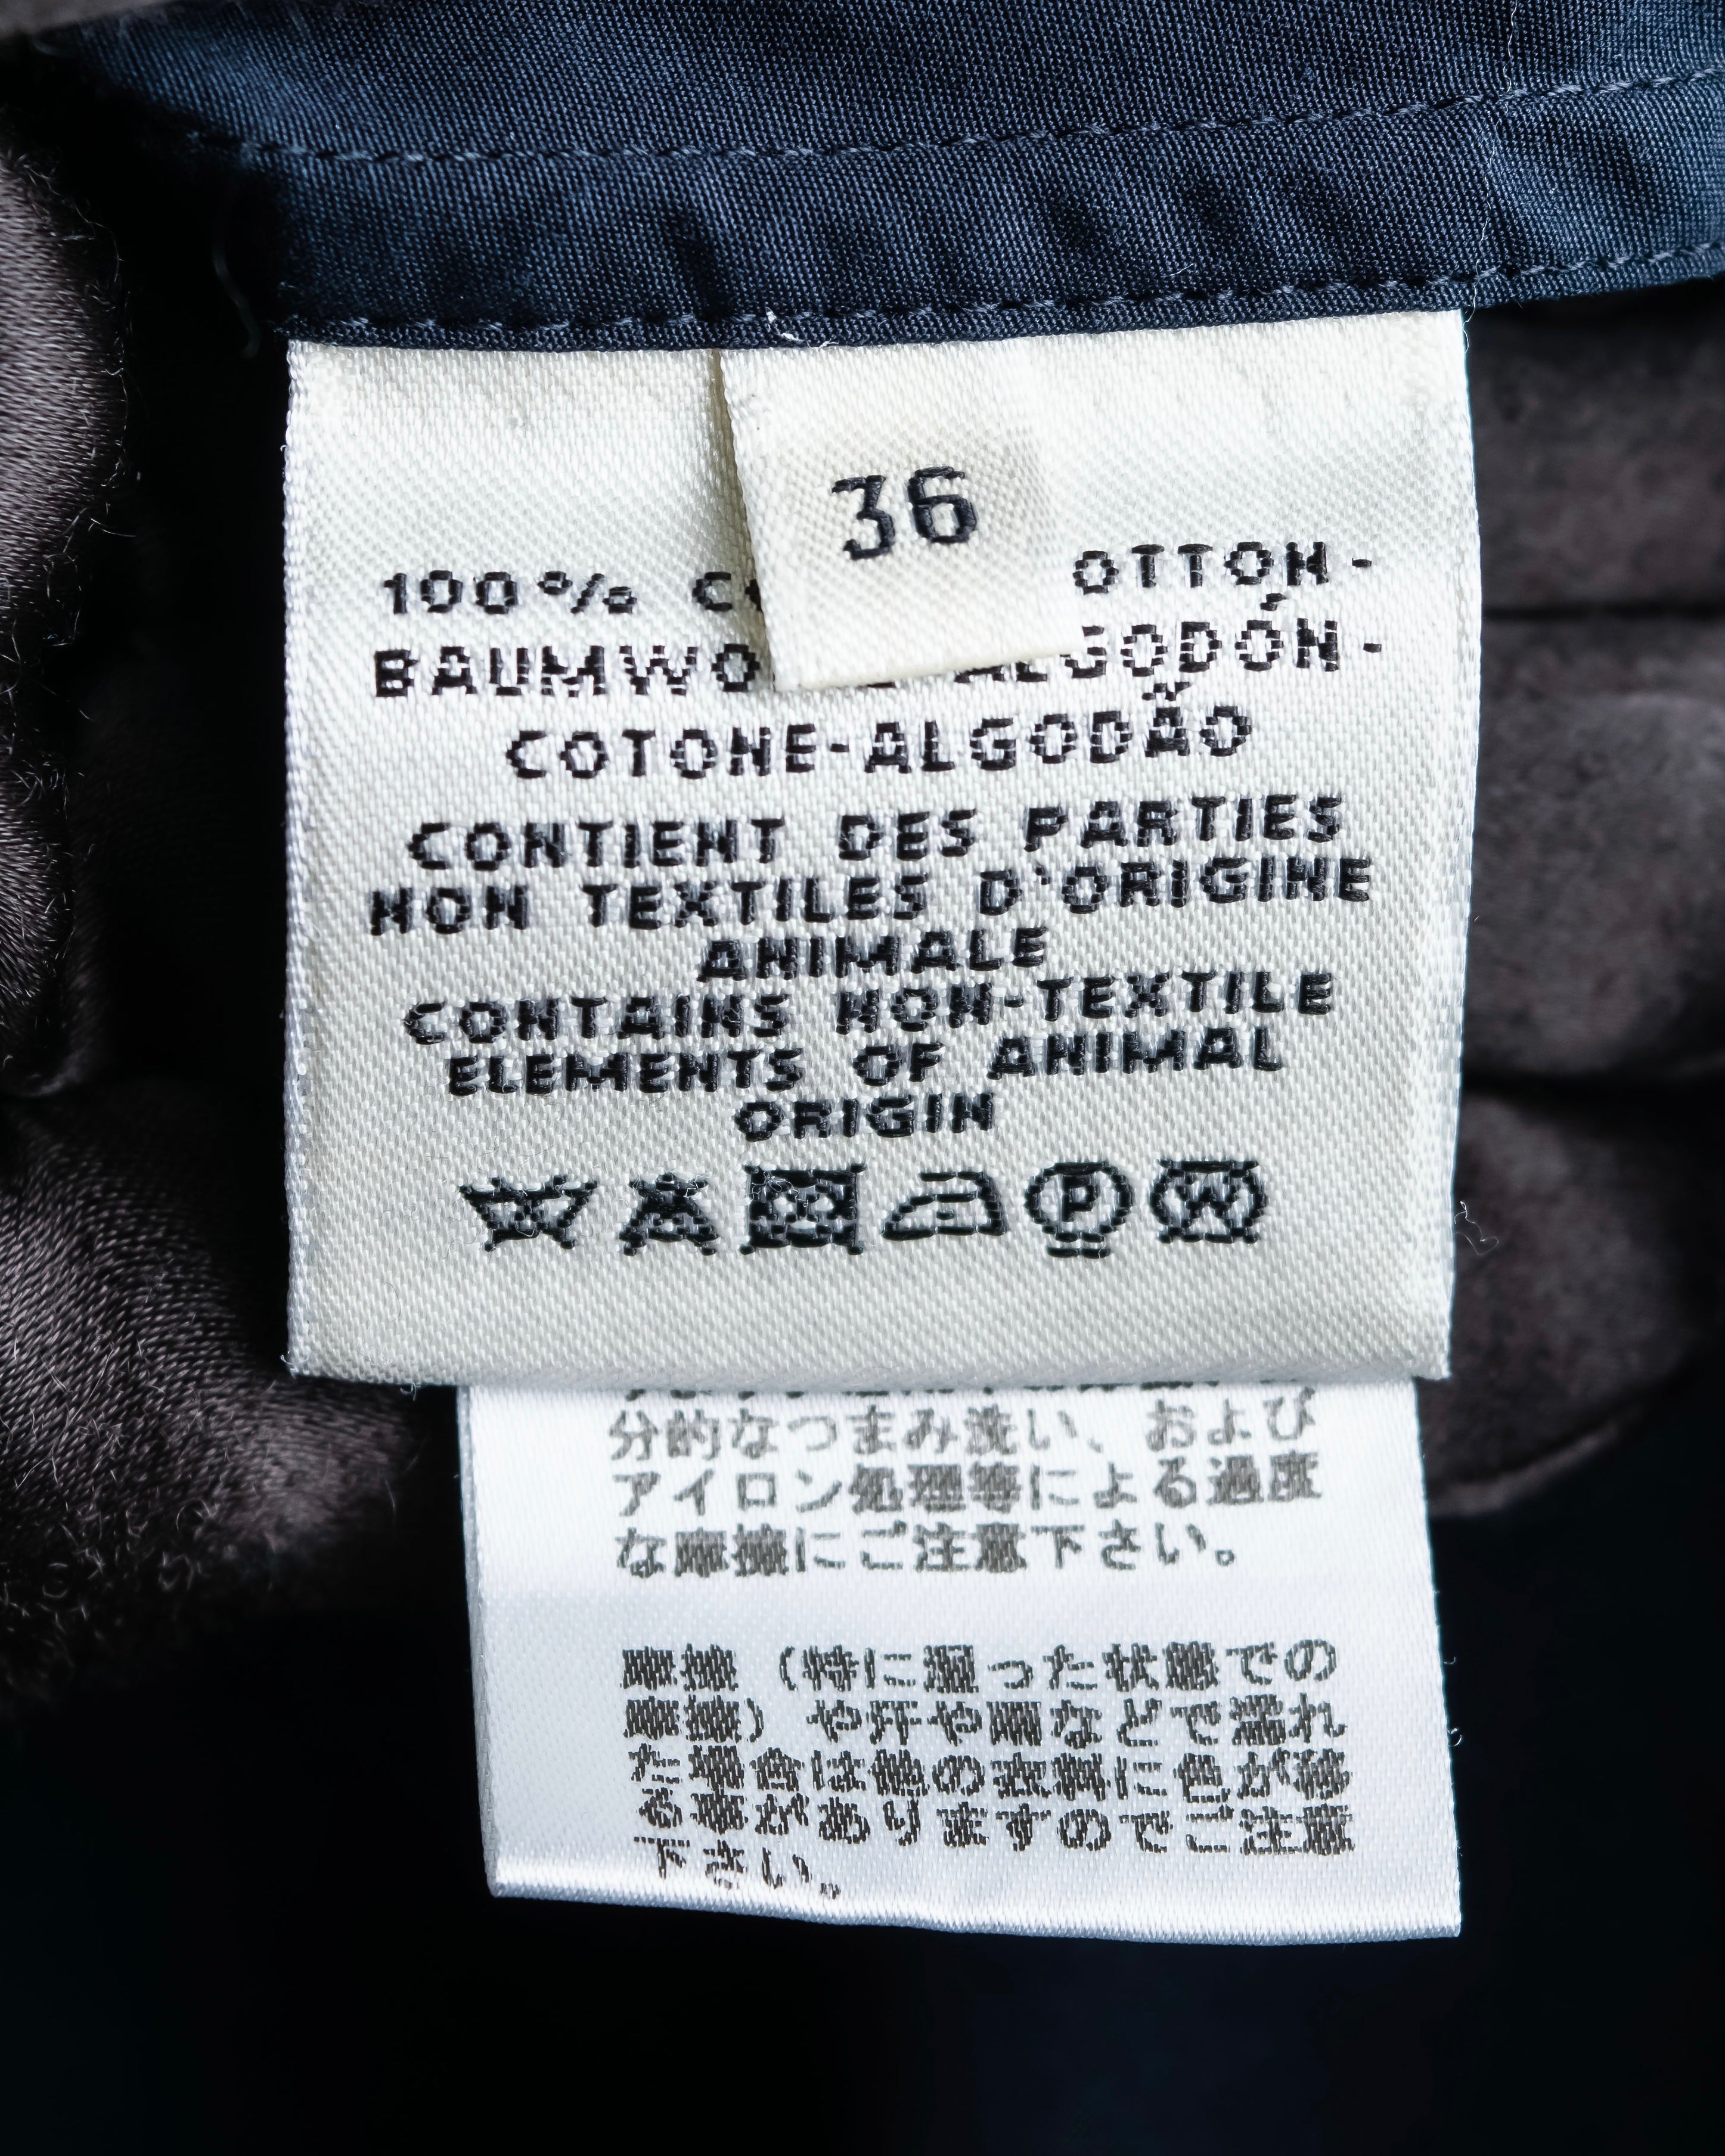 36
100% CO OTTON-
BAUMWO ALGODÓN-
COTONE-ALGODÃO
CONTIENT DES PARTIES
NON TEXTILES D'ORIGINE
ANIMALE
CONTAINS NON-TEXTILE
ELEMENTS OF ANIMAL
ORIGIN
P W
分的なつまみ洗い、および
アイロン処理等による過度
な摩擦にご注意下さい。
摩擦（特に湿った状態での
摩擦）や汗や雨などで濡れ
た場合は他の衣料に色が移
る事がありますのでご注意
下さい。